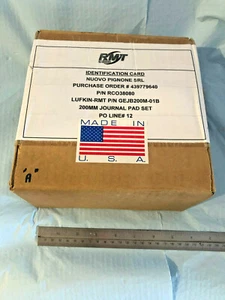 RMT
IDENTIFICATION CARD
NUOVO PIGNONE SRL
PURCHASE ORDER # 439779640
P/N RCO38080
LUFKIN-RMT P/N GEJB200M-01B
200MM JOURNAL PAD SET
PO LINE# 12
MADE IN
U.S.A.
"A"